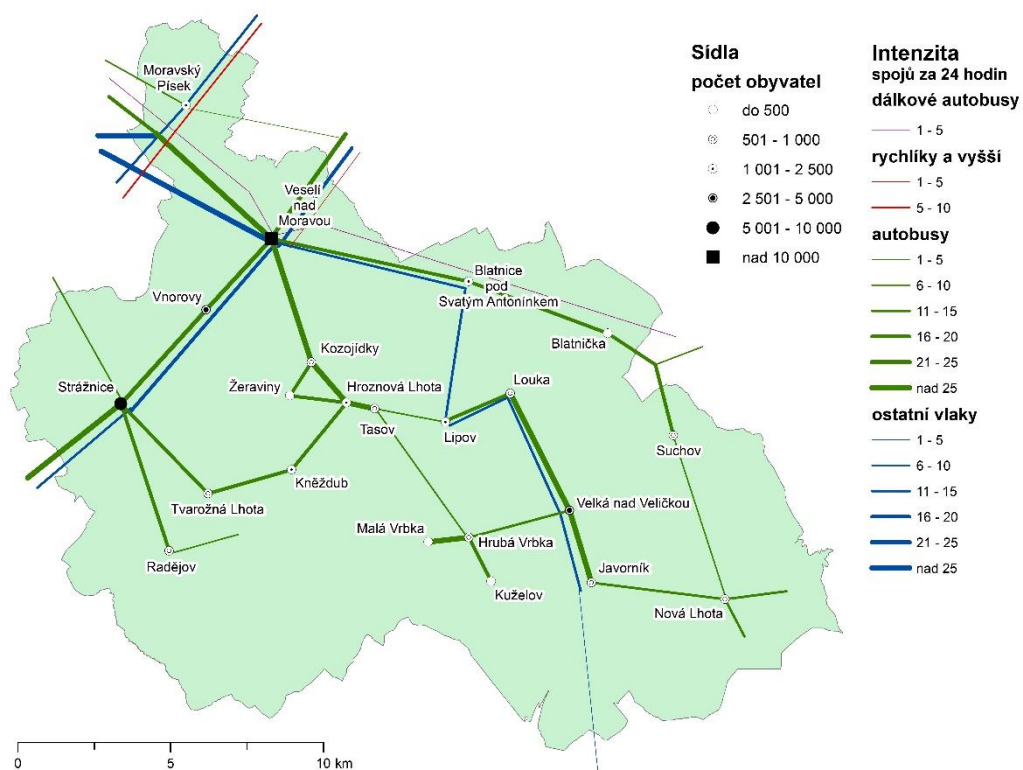 Moravský
Písek
Veselí
nad
Moravou
Vnorovy
Blatnice
pod
Svatým Antonínkem
Blatnička
Kozojídky
Strážnice
Žeraviny
Hroznová Lhota
Louka
Tasov
Lipov
Suchov
Kněždub
Tvarožná Lhota
Velká nad Veličkou
Malá Vrbka
Hrubá Vrbka
Radějov
Kuželov
Javorník
Nová Lhota
0
5
10 km
Sídla
počet obyvatel
do 500
501 - 1 000
1 001 - 2 500
2 501 - 5 000
5 001 - 10 000
nad 10 000
Intenzita
spojů za 24 hodin
dálkové autobusy
1 - 5
rychlíky a vyšší
1 - 5
5 - 10
autobusy
1 - 5
6 - 10
11 - 15
16 - 20
21 - 25
nad 25
ostatní vlaky
1 - 5
6 - 10
11 - 15
16 - 20
21 - 25
nad 25